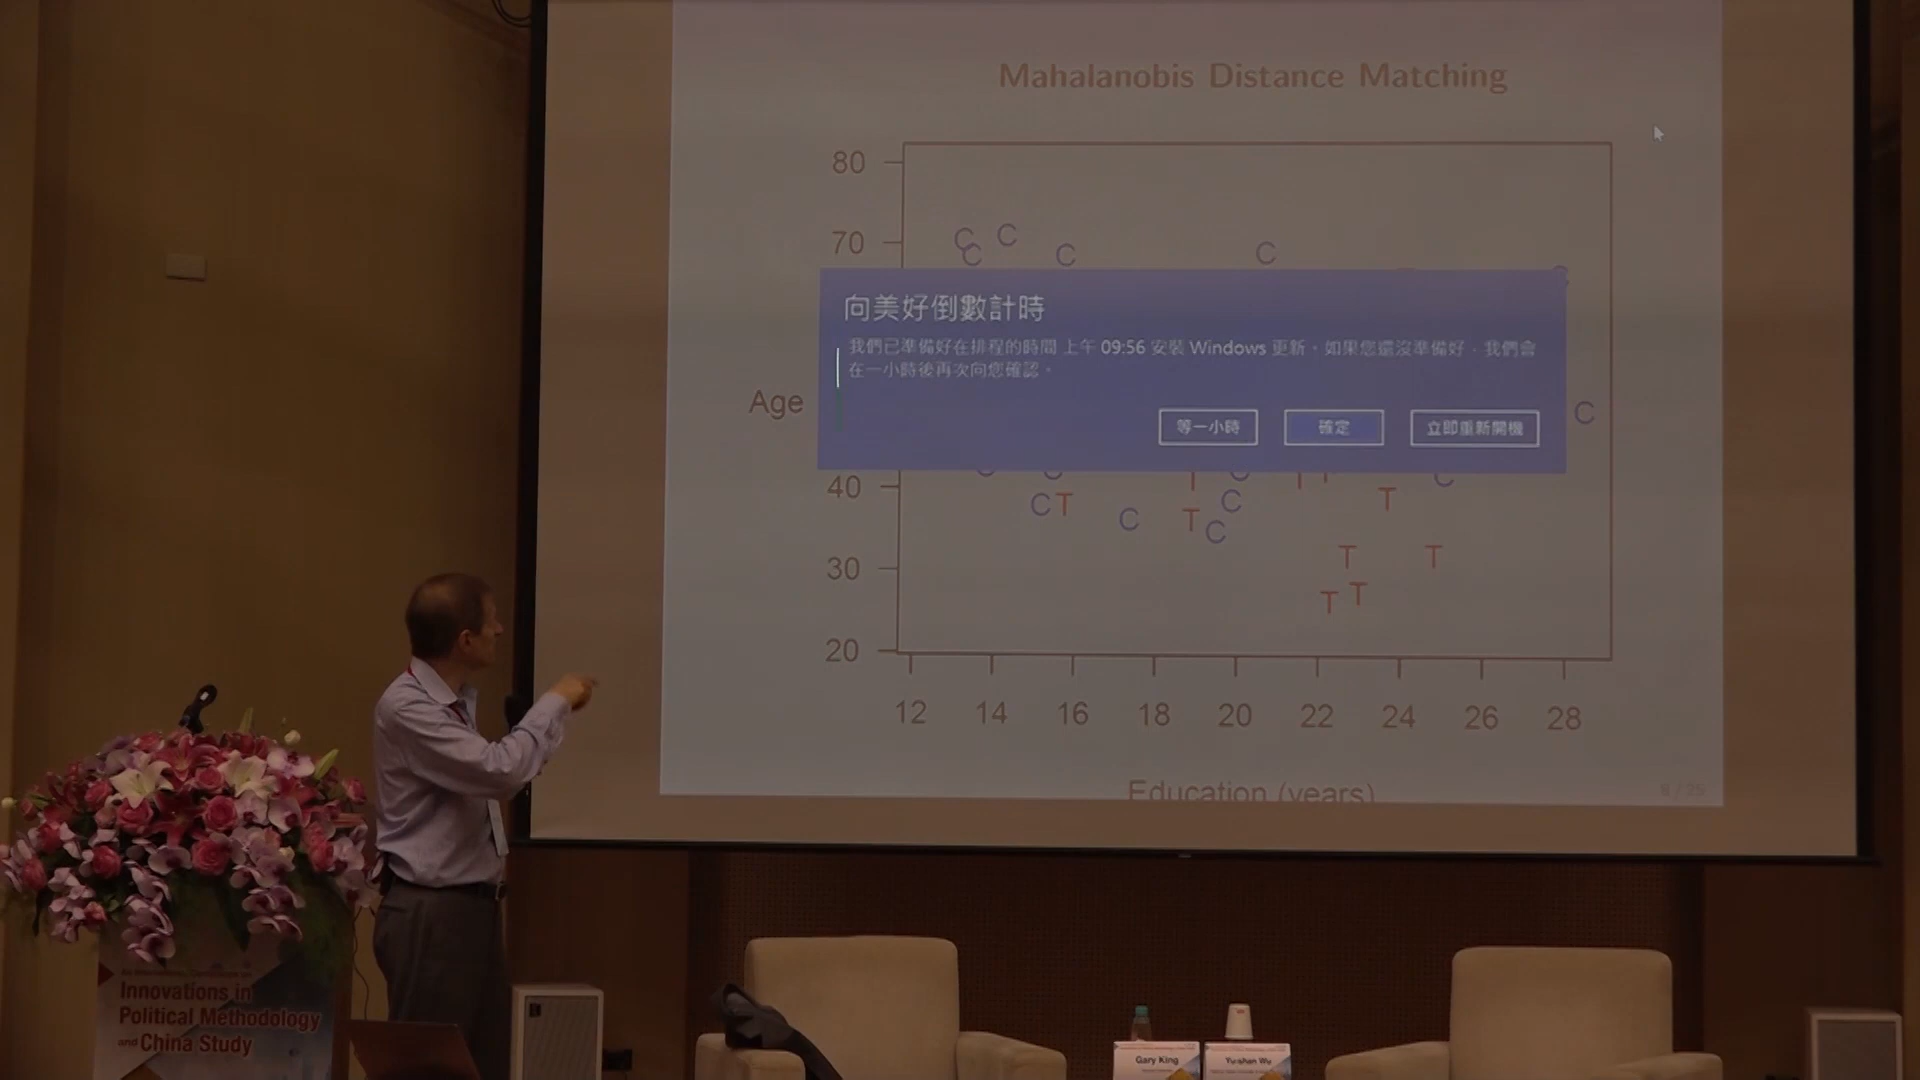 Mahalanobis Distance Matching
80
70
C C C
C
C
向美好倒數計時
我們已準備好在排程的時間 上午 09:56 安裝 Windows 更新。如果您還沒準備好，我們會
在一小時後再次向您確認。
等一小時 確定 立即重新開機
Age
C
40
C T C T C T
C
T
30
T T
T T
20
12 14 16 18 20 22 24 26 28
Education (years)
Innovations in
Political Methodology
and China Study
Gary King
Yu-shan Wu